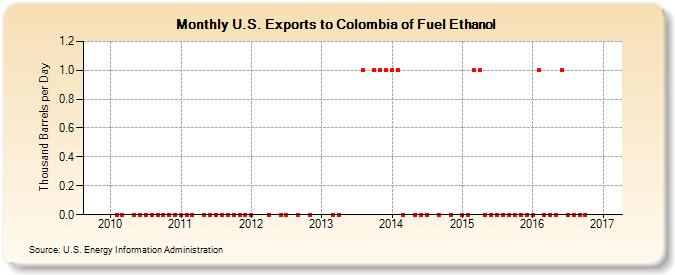 Monthly U.S. Exports to Colombia of Fuel Ethanol
Thousand Barrels per Day
1.2
1.0
0.8
0.6
0.4
0.2
0.0
2010 2011 2012 2013 2014 2015 2016 2017
Source: U.S. Energy Information Administration